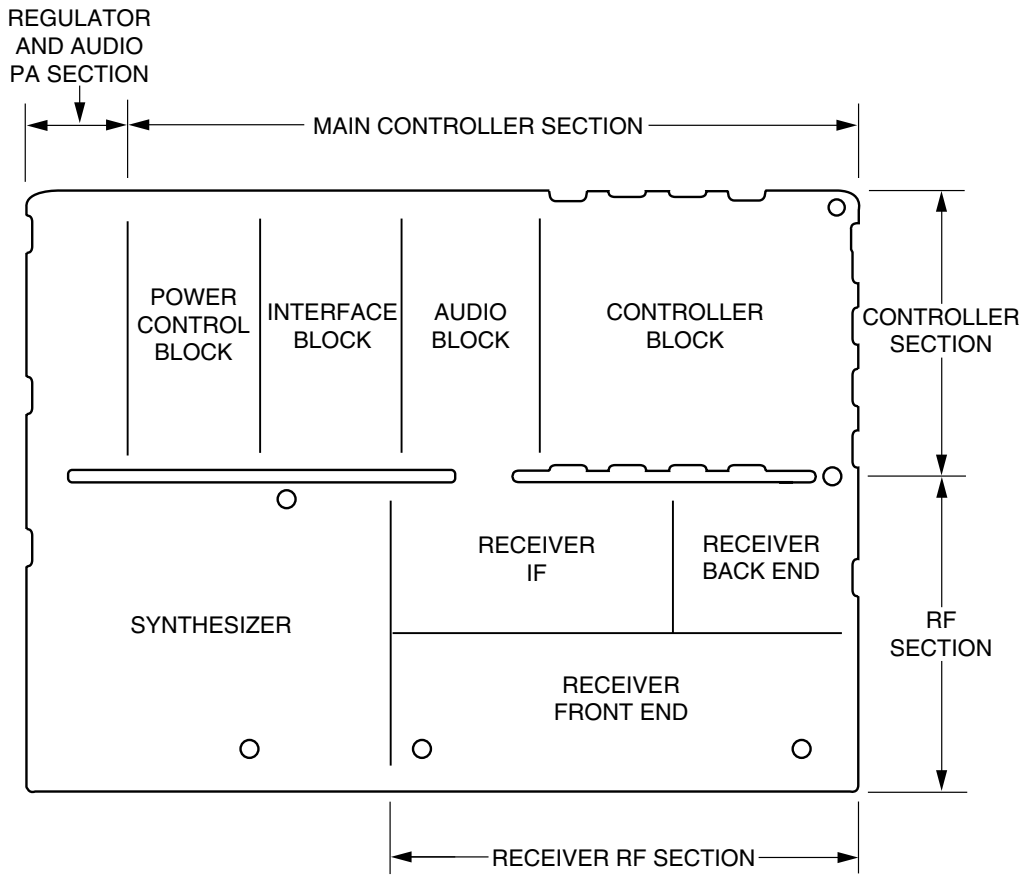 REGULATOR
AND AUDIO
PA SECTION
MAIN CONTROLLER SECTION
POWER
CONTROL
BLOCK
INTERFACE
BLOCK
AUDIO
BLOCK
CONTROLLER
BLOCK
CONTROLLER
SECTION
RECEIVER
IF
RECEIVER
BACK END
SYNTHESIZER
RF
SECTION
RECEIVER
FRONT END
RECEIVER RF SECTION